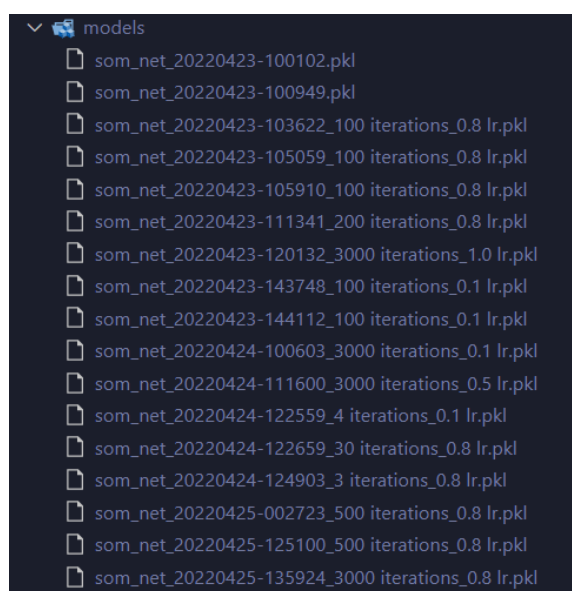 models
som_net_20220423-100102.pkl
som_net_20220423-100949.pkl
som_net_20220423-103622_100 iterations_0.8 lr.pkl
som_net_20220423-105059_100 iterations_0.8 lr.pkl
som_net_20220423-105910_100 iterations_0.8 lr.pkl
som_net_20220423-111341_200 iterations_0.8 lr.pkl
som_net_20220423-120132_3000 iterations_1.0 lr.pkl
som_net_20220423-143748_100 iterations_0.1 lr.pkl
som_net_20220423-144112_100 iterations_0.1 lr.pkl
som_net_20220424-100603_3000 iterations_0.1 lr.pkl
som_net_20220424-111600_3000 iterations_0.5 lr.pkl
som_net_20220424-122559_4 iterations_0.1 lr.pkl
som_net_20220424-122659_30 iterations_0.8 lr.pkl
som_net_20220424-124903_3 iterations_0.8 lr.pkl
som_net_20220425-002723_500 iterations_0.8 lr.pkl
som_net_20220425-125100_500 iterations_0.8 lr.pkl
som_net_20220425-135924_3000 iterations_0.8 lr.pkl